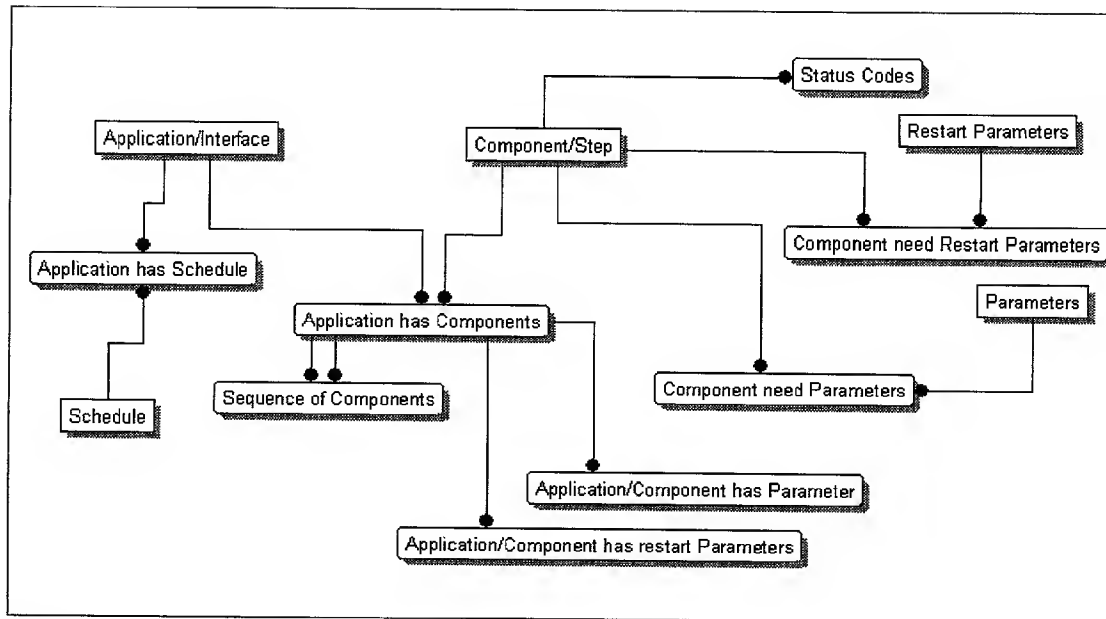 Status Codes
Application/Interface
Component/Step
Restart Parameters
Component need Restart Parameters
Application has Schedule
Parameters
Application has Components
Component need Parameters
Sequence of Components
Schedule
Application/Component has Parameter
Application/Component has restart Parameters